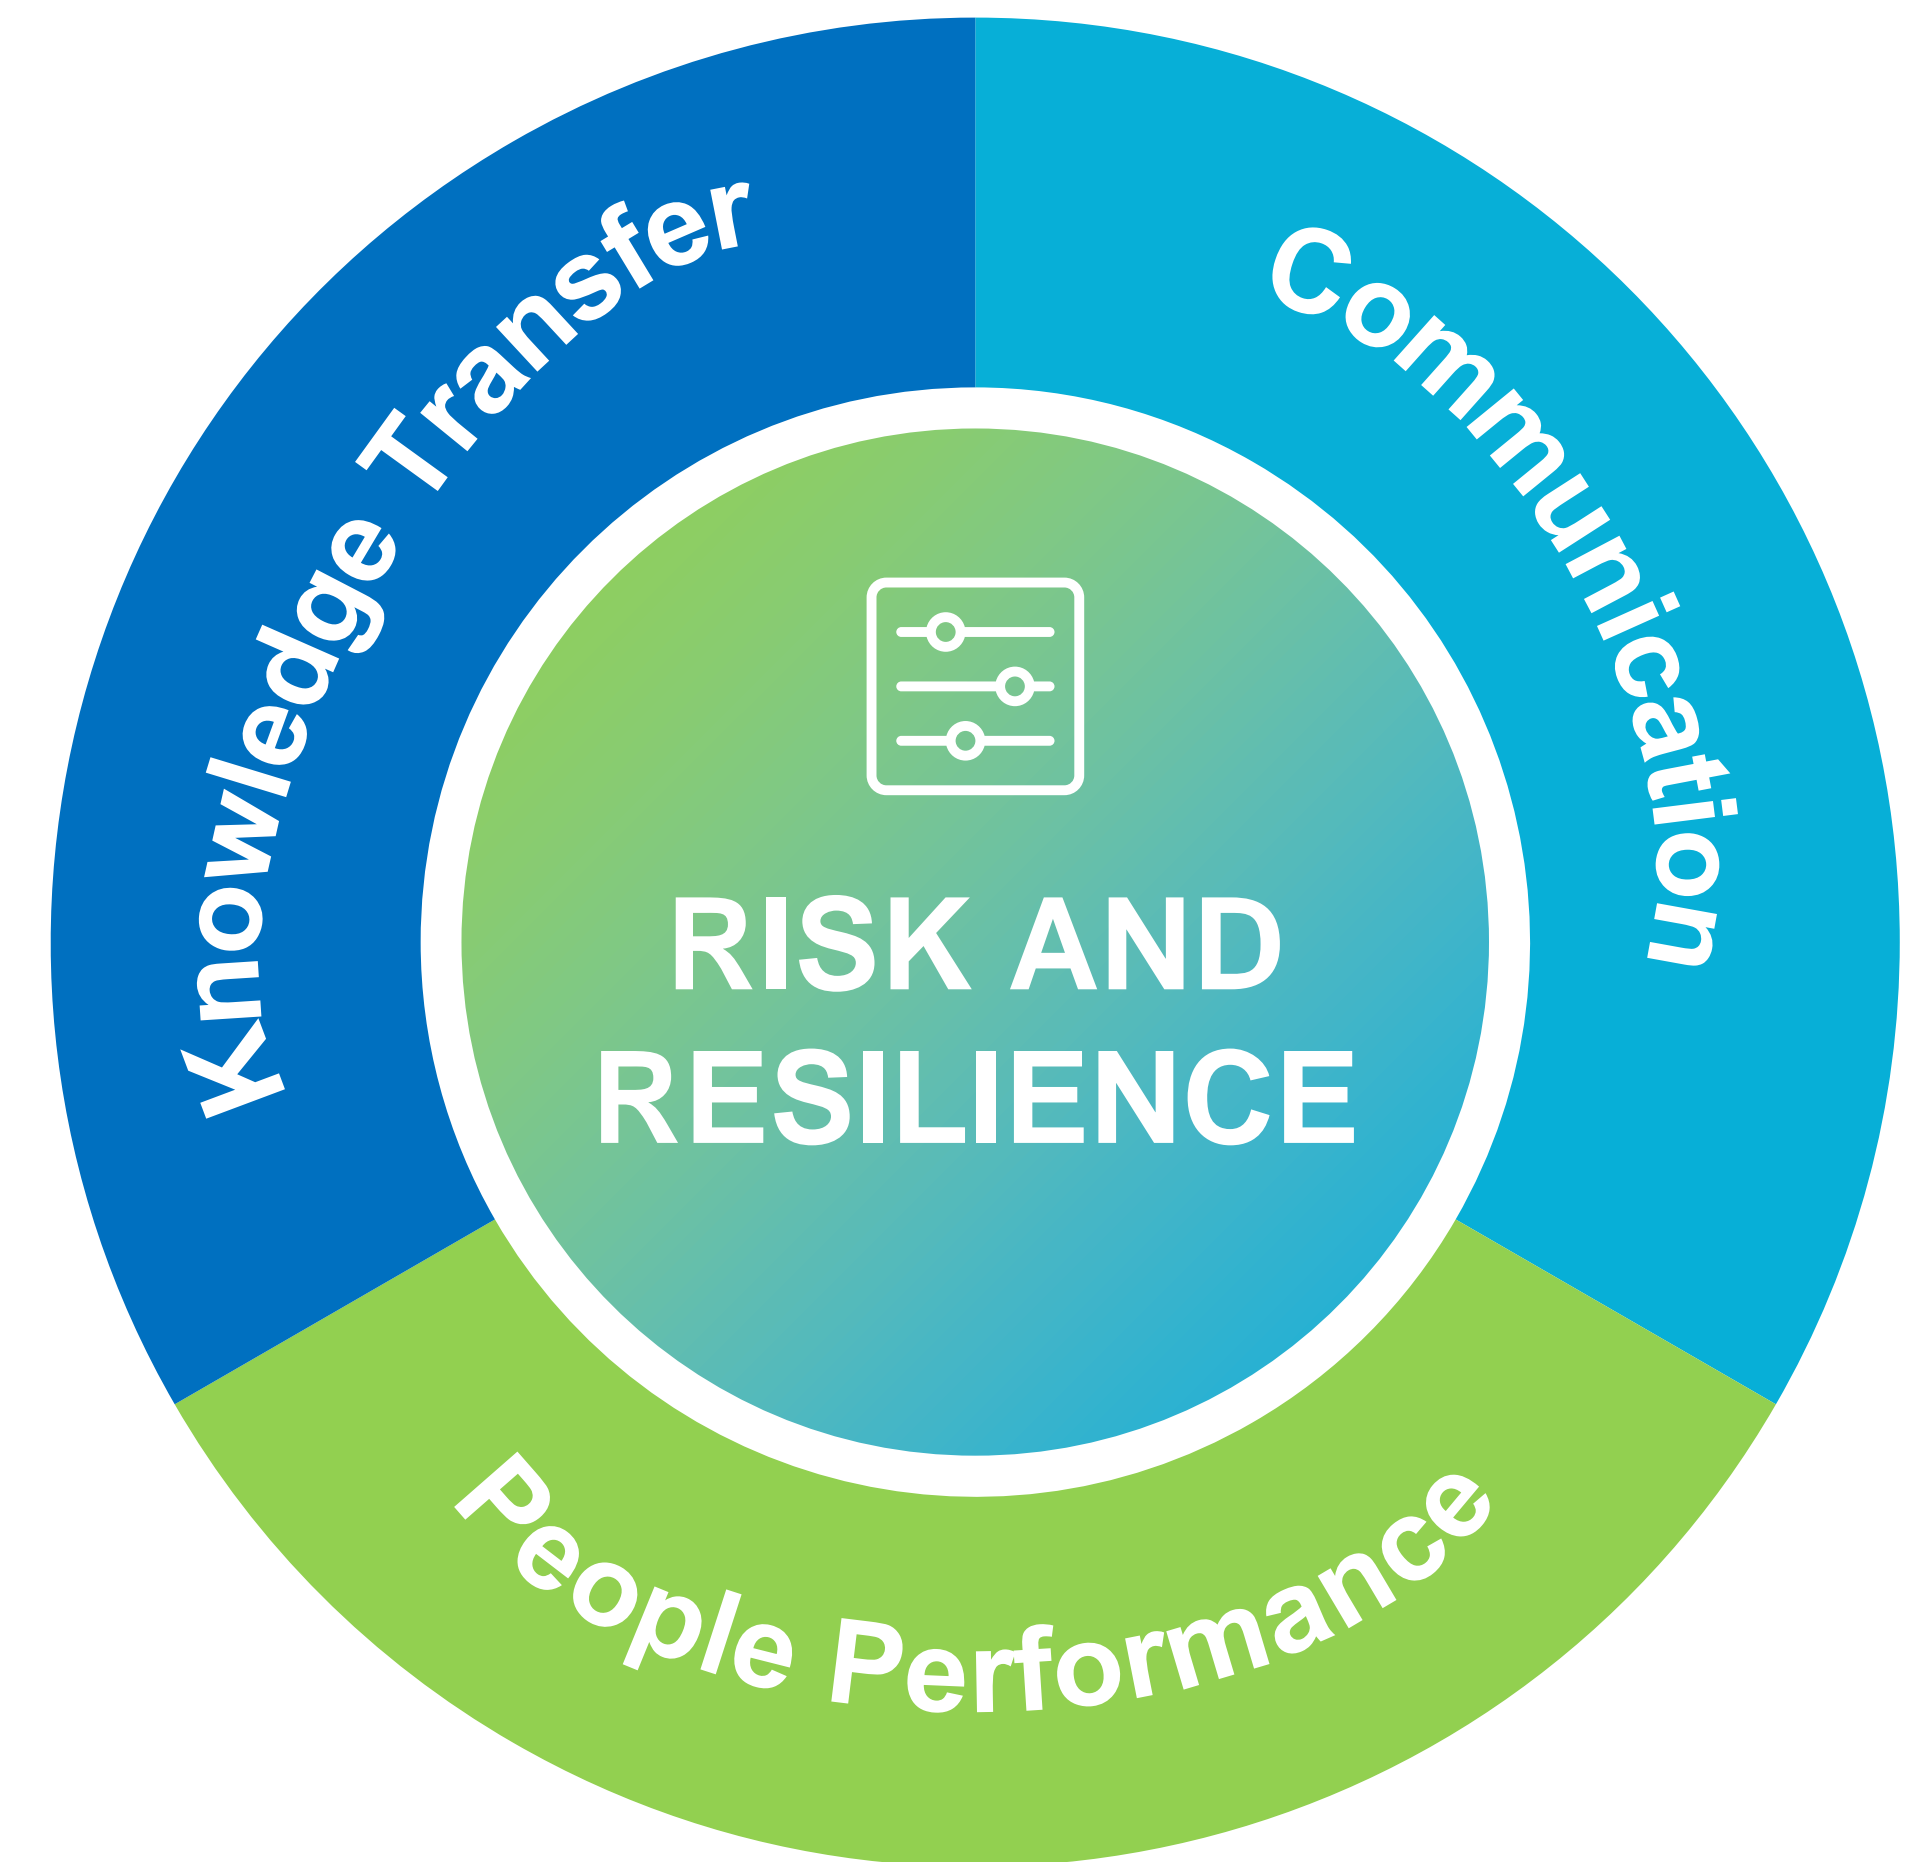 Knowledge Transfer
Communication
RISK AND
RESILIENCE
People Performance